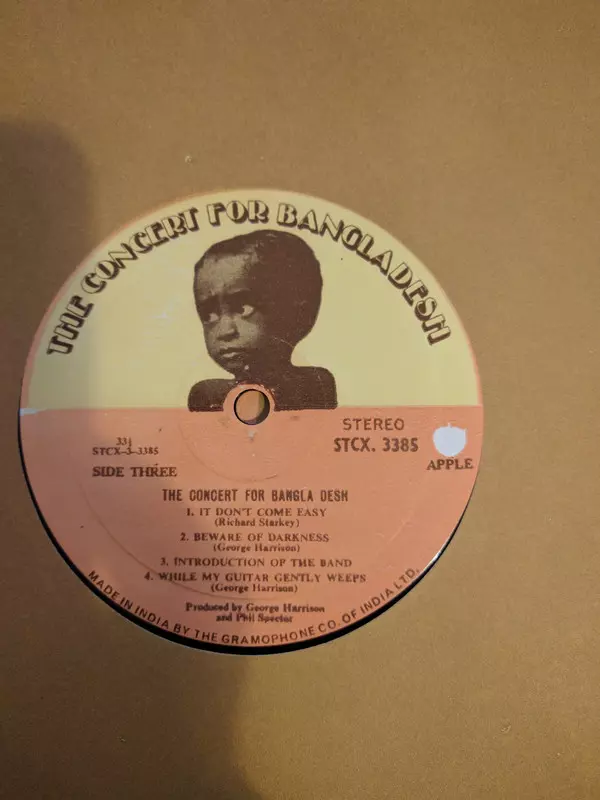 THE CONCERT FOR BANGLADESH
STEREO
STCX. 3385
33⅓
STCX-3-3385
SIDE THREE
APPLE
THE CONCERT FOR BANGLA DESH
1. IT DON'T COME EASY
(Richard Starkey)
2. BEWARE OF DARKNESS
(George Harrison)
3. INTRODUCTION OF THE BAND
4. WHILE MY GUITAR GENTLY WEEPS
(George Harrison)
Produced by George Harrison
and Phil Spector
MADE IN INDIA BY THE GRAMOPHONE CO. OF INDIA LTD.